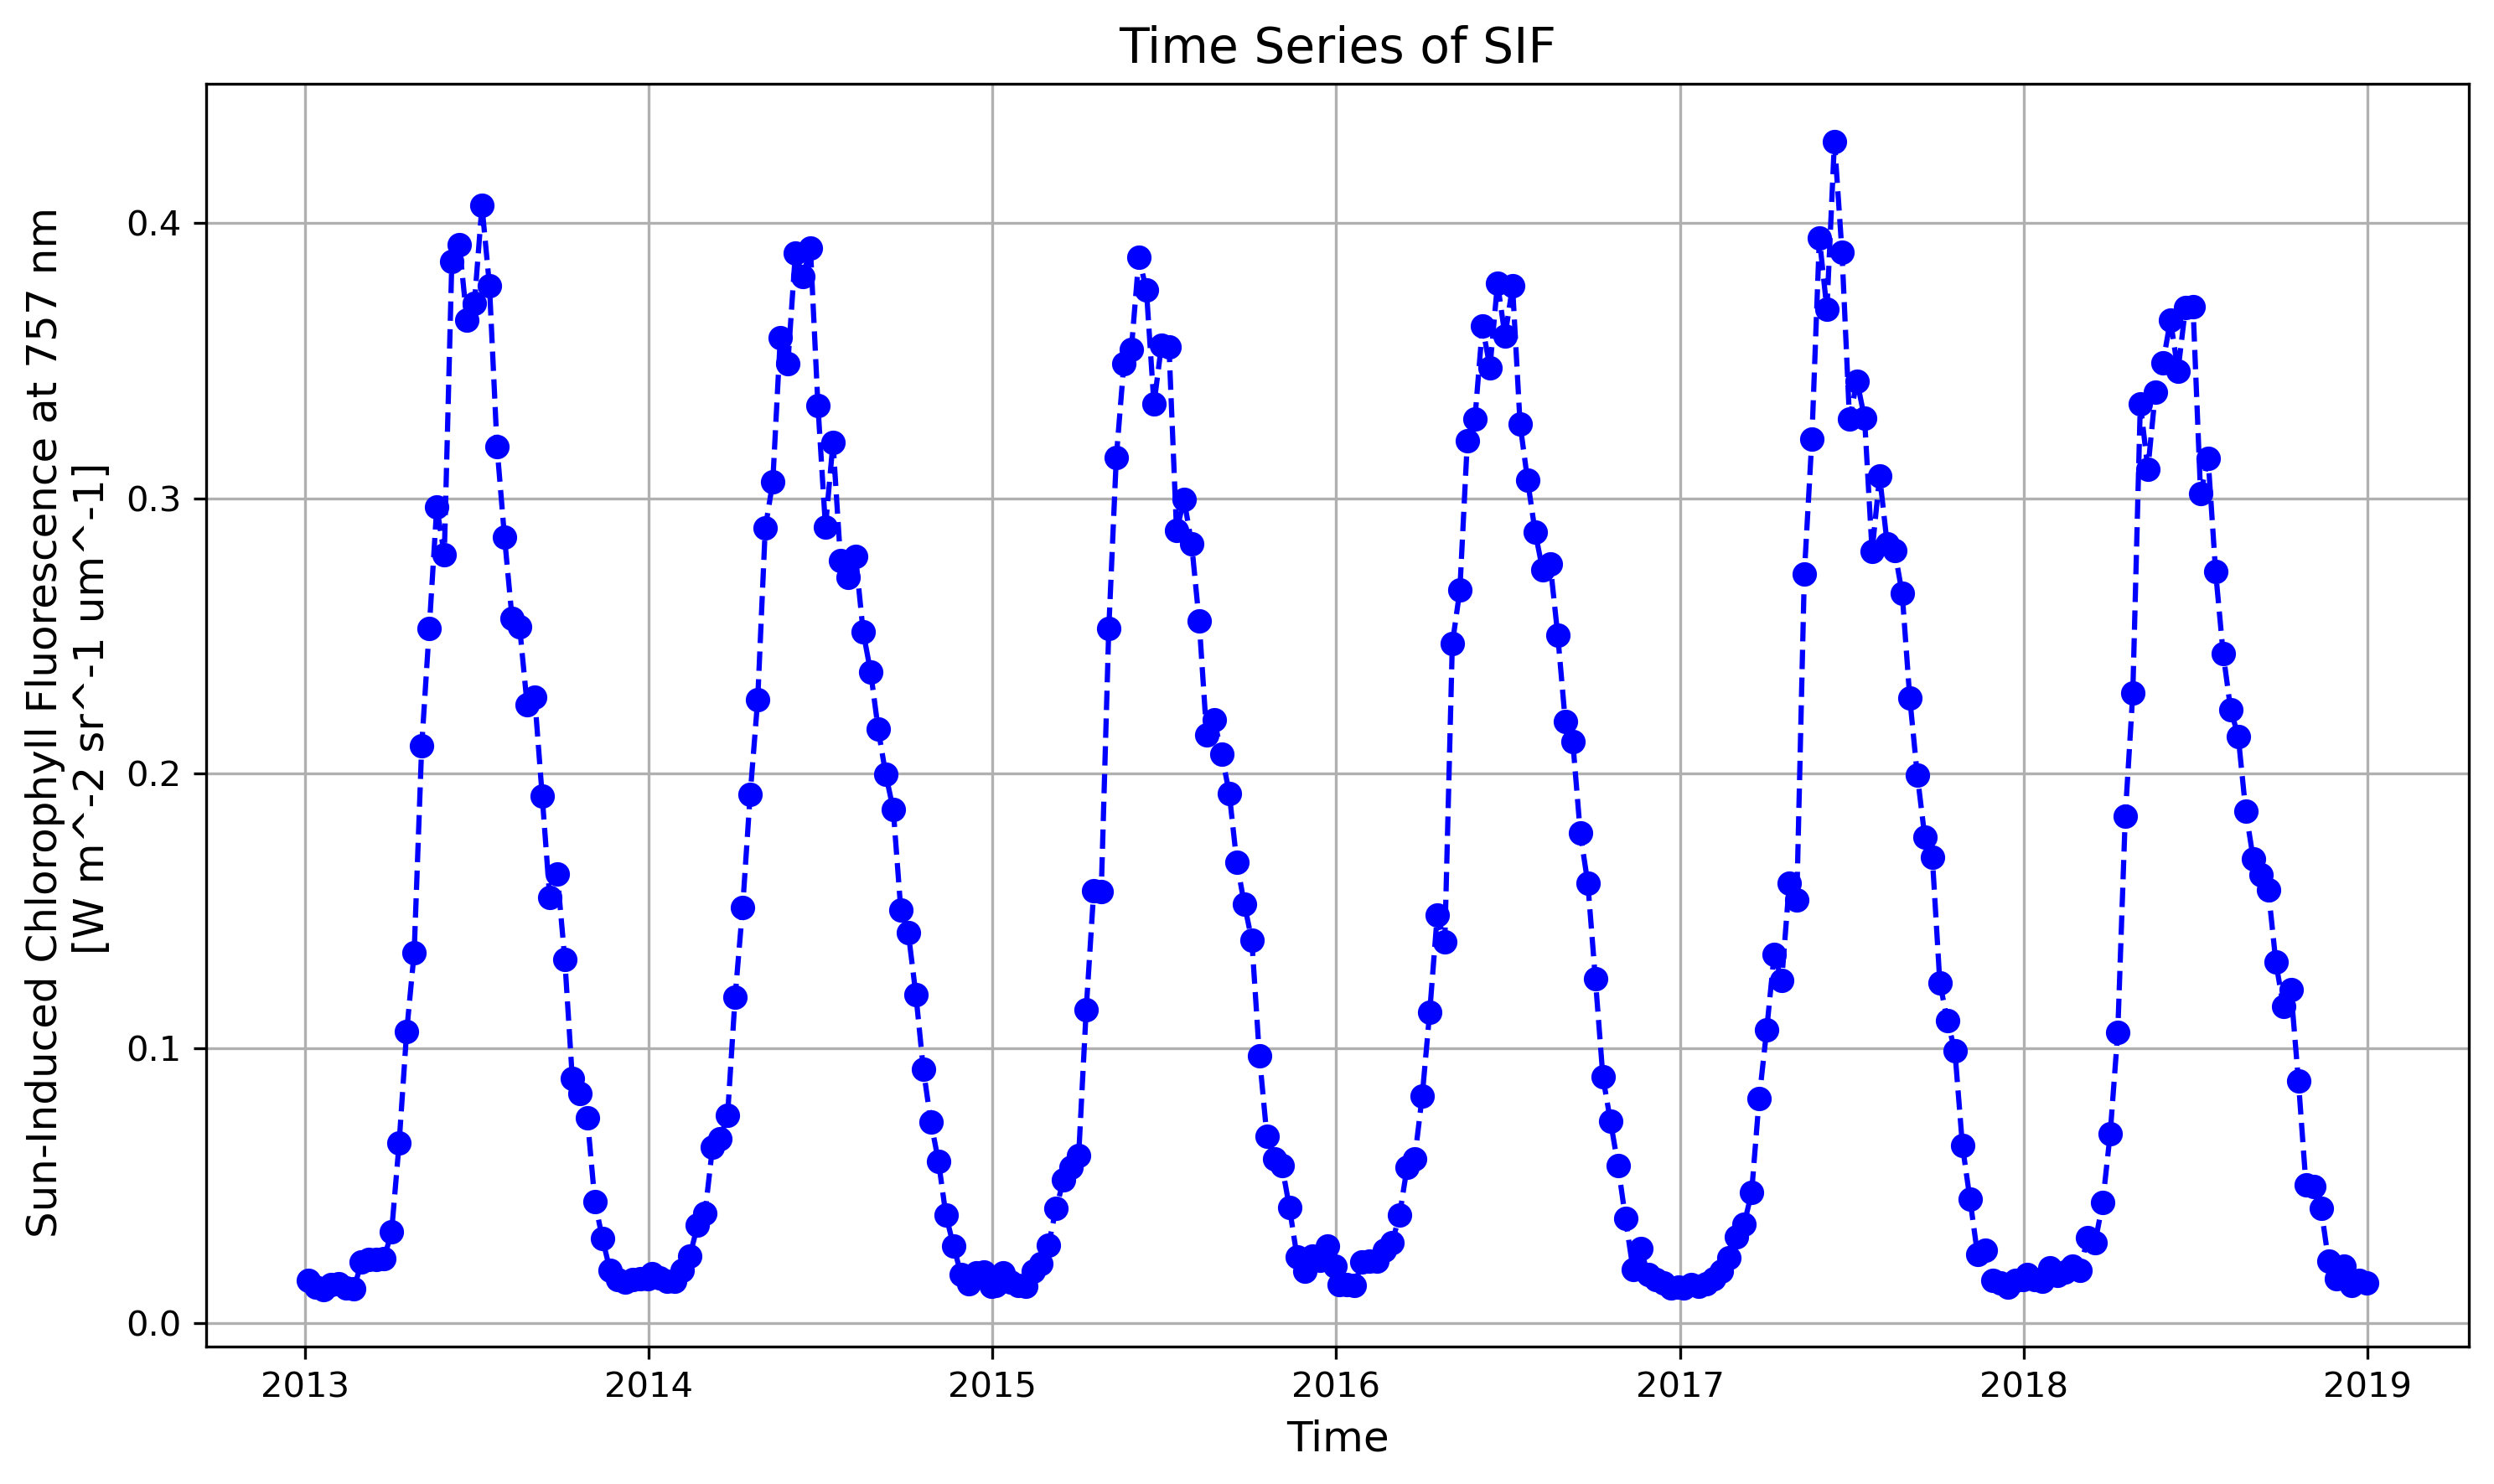 Time Series of SIF
Sun-Induced Chlorophyll Fluorescence at 757 nm
[W m^-2 sr^-1 um^-1]
0.4
0.3
0.2
0.1
0.0
2013 2014 2015 2016 2017 2018 2019
Time